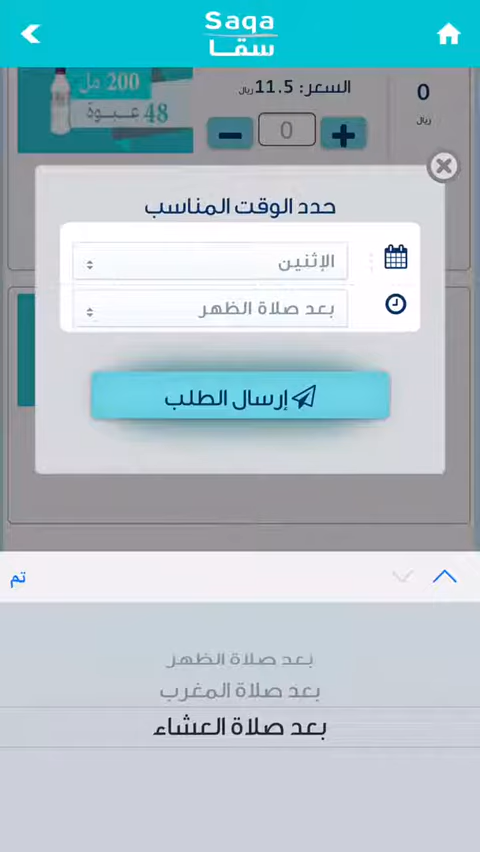 Saqa
سقا
200 مل
48 عبوة
السعر: 11.5 ريال
0
0
ريال
حدد الوقت المناسب
الإثنين
بعد صلاة الظهر
إرسال الطلب
تم
بعد صلاة الظهر
بعد صلاة المغرب
بعد صلاة العشاء